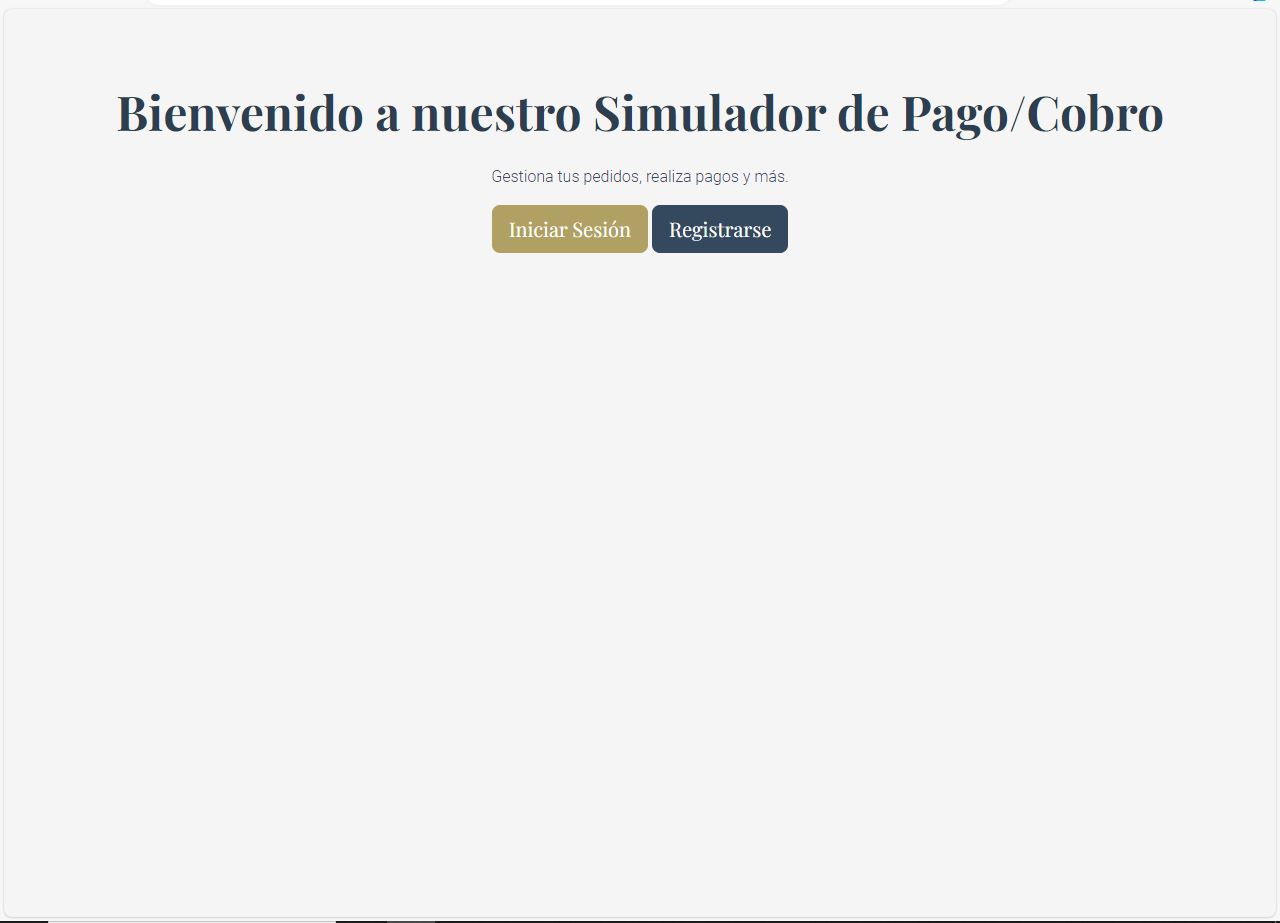 Bienvenido a nuestro Simulador de Pago/Cobro
Gestiona tus pedidos, realiza pagos y más.
Iniciar Sesión Registrarse